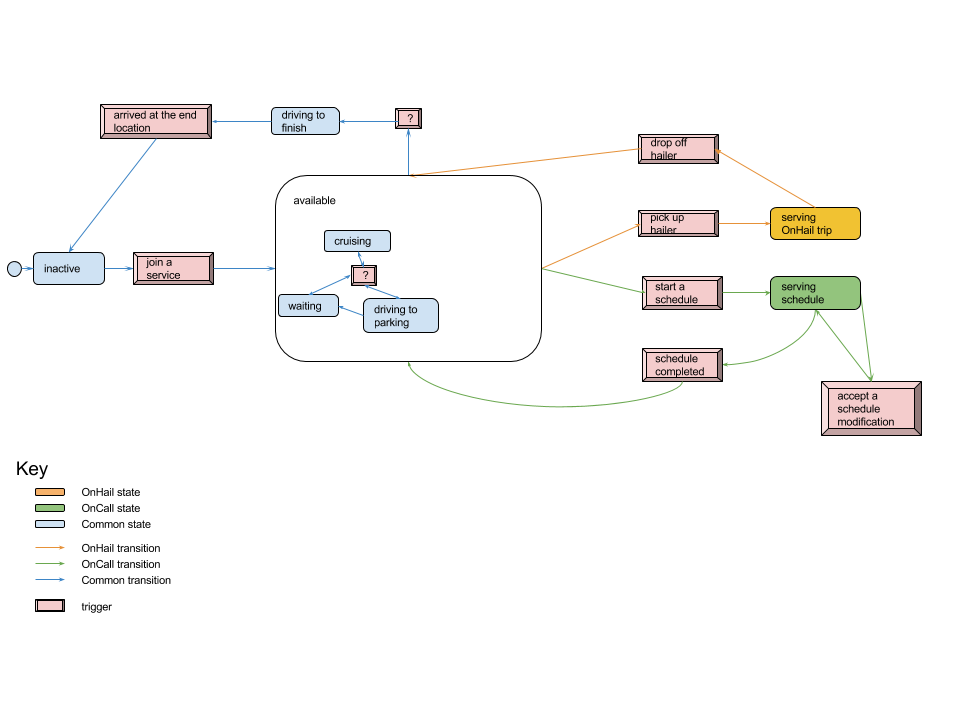 arrived at the end
location
driving to
finish
?
drop off
hailer
available
pick up
hailer
serving
OnHail trip
cruising
inactive
join a
service
?
start a
schedule
serving
schedule
waiting
driving to
parking
schedule
completed
accept a
schedule
modification
Key
OnHail state
OnCall state
Common state
OnHail transition
OnCall transition
Common transition
trigger